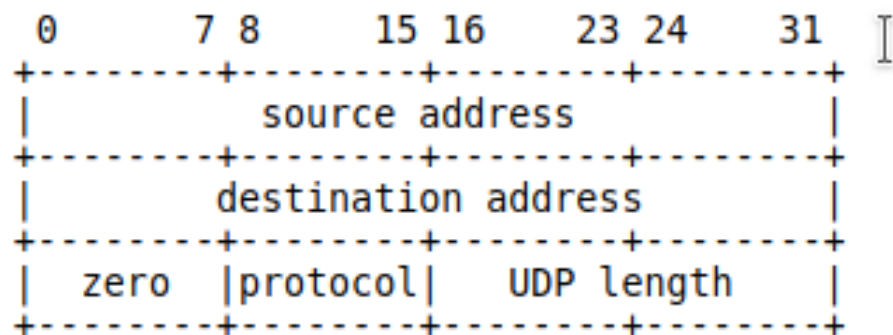 0      7 8     15 16    23 24    31
+--------+--------+--------+--------+
|          source address           |
+--------+--------+--------+--------+
|        destination address        |
+--------+--------+--------+--------+
|  zero  |protocol|   UDP length    |
+--------+--------+--------+--------+